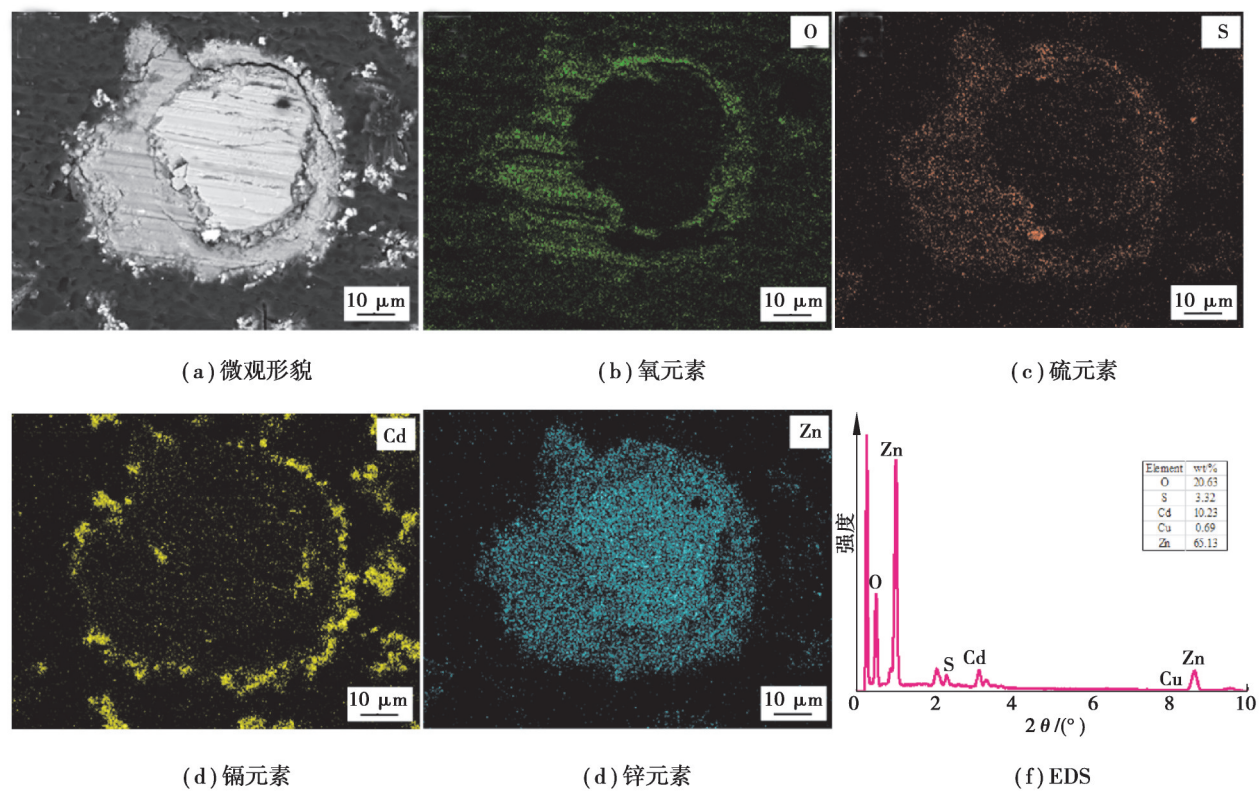 O
S
10 μm
10 μm
10 μm
(a)微观形貌
(b)氧元素
(c)硫元素
Cd
Zn
10 μm
10 μm
强度
Zn
O
S
Cd
Cu
Zn
Element wt/%
O 20.63
S 3.32
Cd 10.23
Cu 0.69
Zn 65.13
0 2 4 6 8 10
2θ/(°)
(d)镉元素
(d)锌元素
(f)EDS